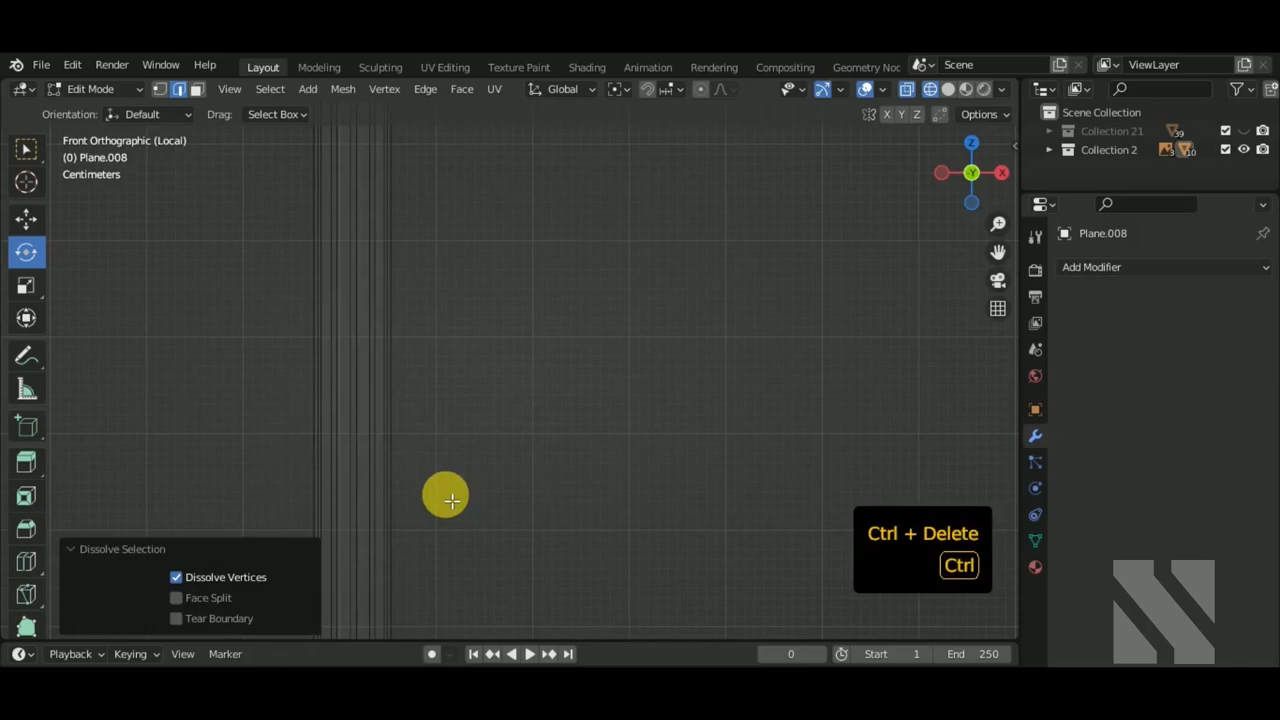 File Edit Render Window Help Layout Modeling Sculpting UV Editing Texture Paint Shading Animation Rendering Compositing Geometry Noc Scene ViewLayer
Edit Mode View Select Add Mesh Vertex Edge Face UV Global
Orientation: Default Drag: Select Box X Y Z Options
Scene Collection
Collection 21 39
Collection 2 3 10
Front Orthographic (Local)
(0) Plane.008
Centimeters
Z
Y
X
Plane.008
Add Modifier
Ctrl + Delete
Ctrl
Dissolve Selection
Dissolve Vertices
Face Split
Tear Boundary
Playback Keying View Marker 0 Start 1 End 250